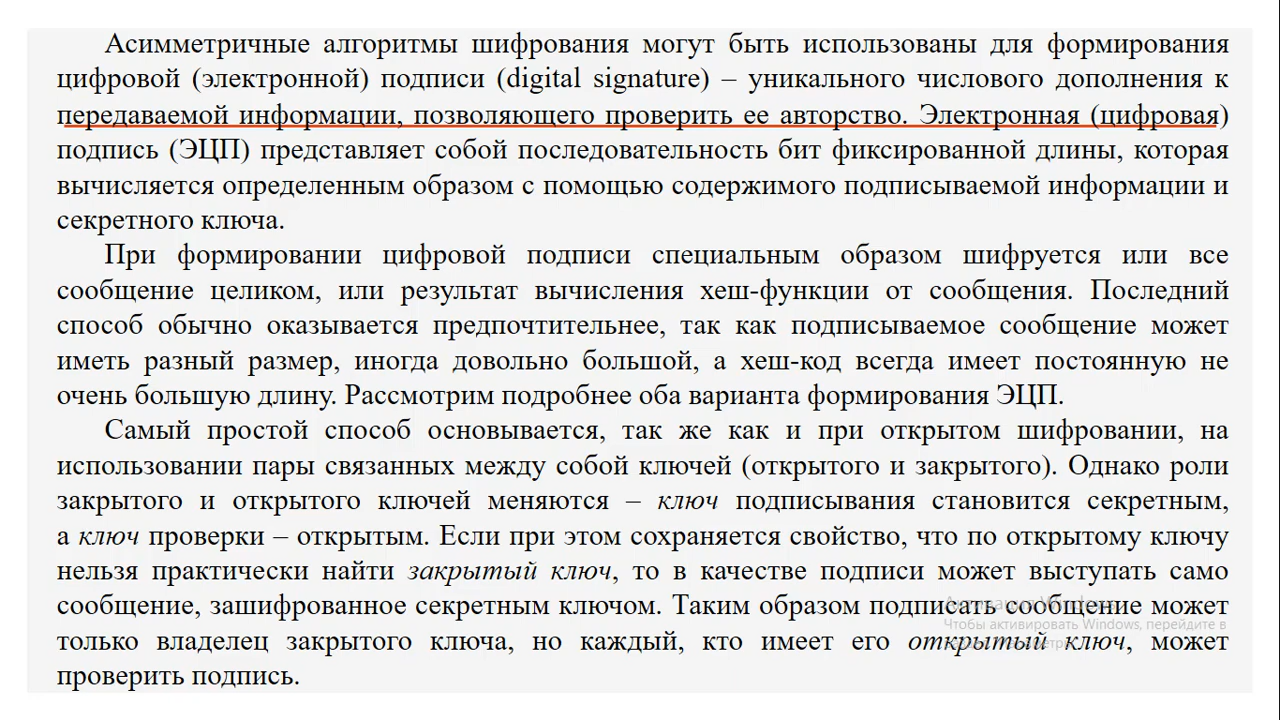 Асимметричные алгоритмы шифрования могут быть использованы для формирования
цифровой (электронной) подписи (digital signature) – уникального числового дополнения к
передаваемой информации, позволяющего проверить ее авторство. Электронная (цифровая)
подпись (ЭЦП) представляет собой последовательность бит фиксированной длины, которая
вычисляется определенным образом с помощью содержимого подписываемой информации и
секретного ключа.
При формировании цифровой подписи специальным образом шифруется или все
сообщение целиком, или результат вычисления хеш-функции от сообщения. Последний
способ обычно оказывается предпочтительнее, так как подписываемое сообщение может
иметь разный размер, иногда довольно большой, а хеш-код всегда имеет постоянную не
очень большую длину. Рассмотрим подробнее оба варианта формирования ЭЦП.
Самый простой способ основывается, так же как и при открытом шифровании, на
использовании пары связанных между собой ключей (открытого и закрытого). Однако роли
закрытого и открытого ключей меняются – ключ подписывания становится секретным,
а ключ проверки – открытым. Если при этом сохраняется свойство, что по открытому ключу
нельзя практически найти закрытый ключ, то в качестве подписи может выступать само
сообщение, зашифрованное секретным ключом. Таким образом подписать сообщение может
только владелец закрытого ключа, но каждый, кто имеет его открытый ключ, может
проверить подпись.
Активация Windows
Чтобы активировать Windows, перейдите в